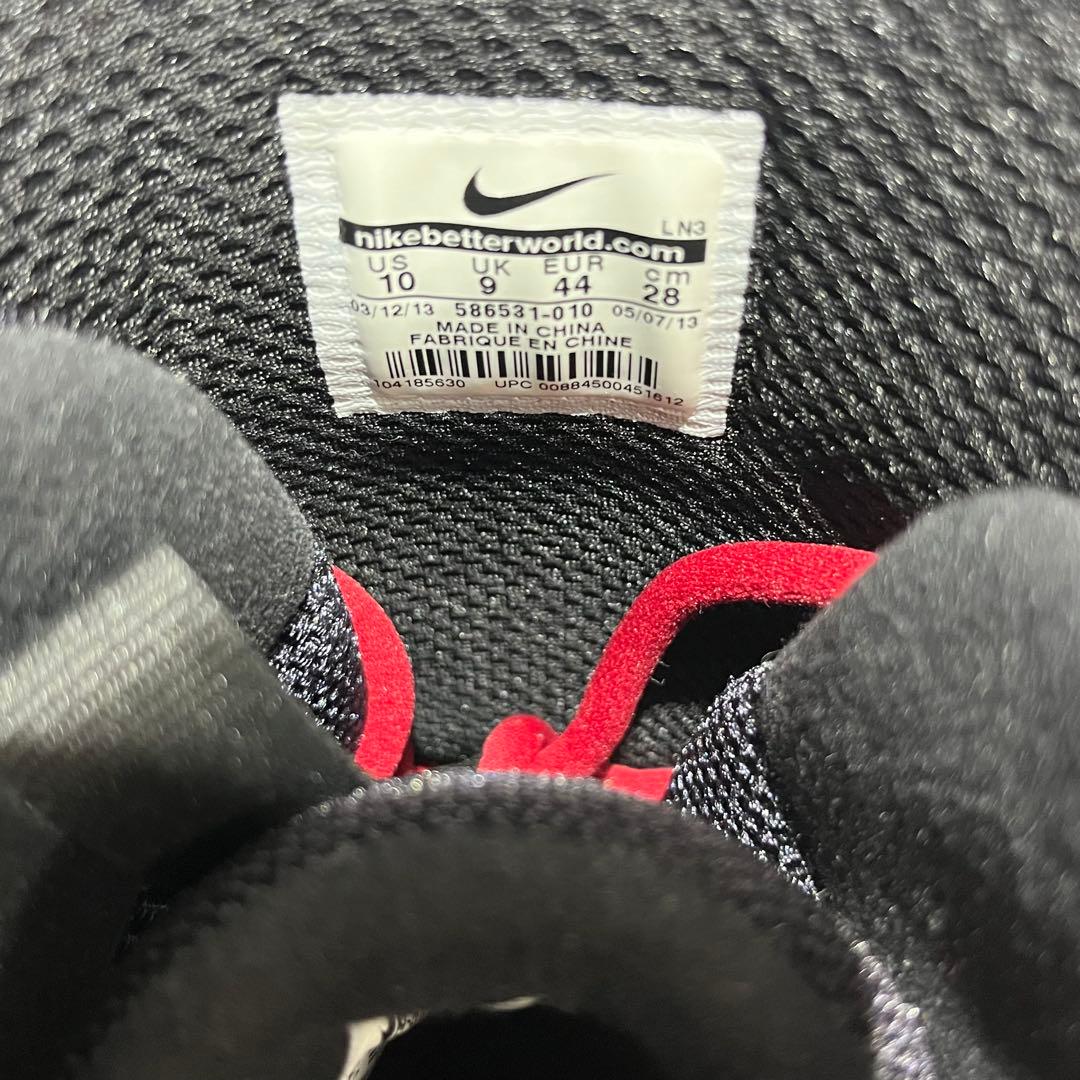 LN3
nikebetterworld.com
US UK EUR cm
10 9 44 28
03/12/13 586531-010 05/07/13
MADE IN CHINA
FABRIQUE EN CHINE
104185630 UPC 00884500451612